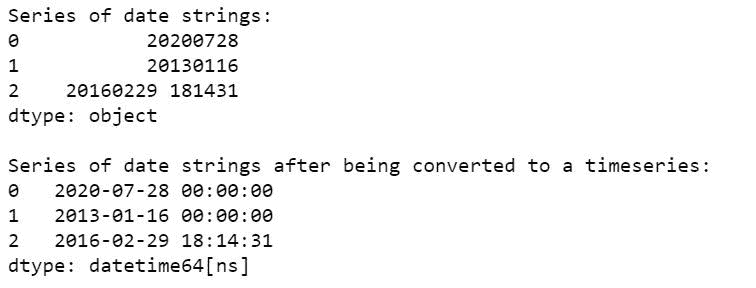 Series of date strings:
0            20200728
1            20130116
2    20160229 181431
dtype: object

Series of date strings after being converted to a timeseries:
0   2020-07-28 00:00:00
1   2013-01-16 00:00:00
2   2016-02-29 18:14:31
dtype: datetime64[ns]